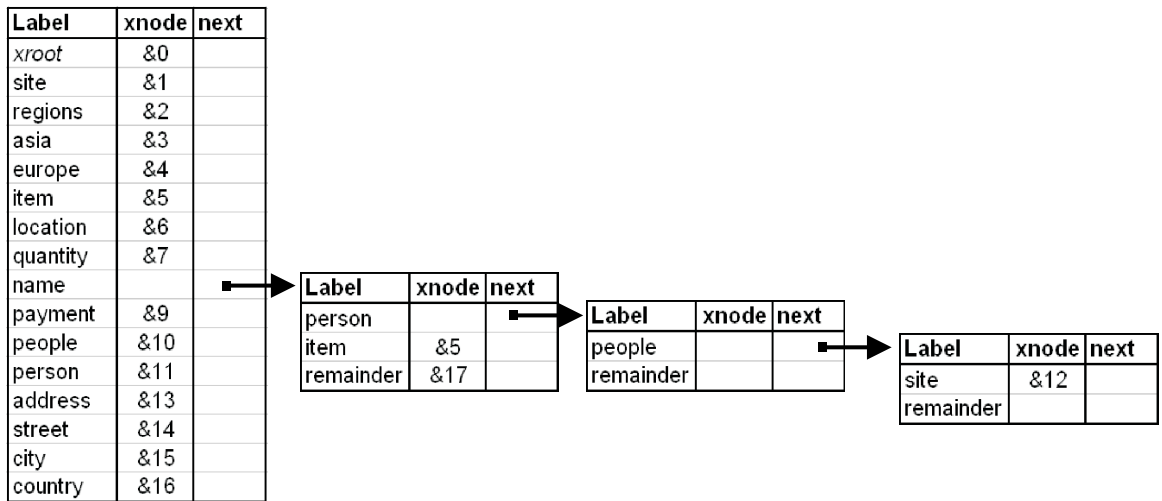 Label xnode next
xroot &0
site &1
regions &2
asia &3
europe &4
item &5
location &6
quantity &7
name
payment &9
people &10
person &11
address &13
street &14
city &15
country &16
Label xnode next
person
item &5
remainder &17
Label xnode next
people
remainder
Label xnode next
site &12
remainder